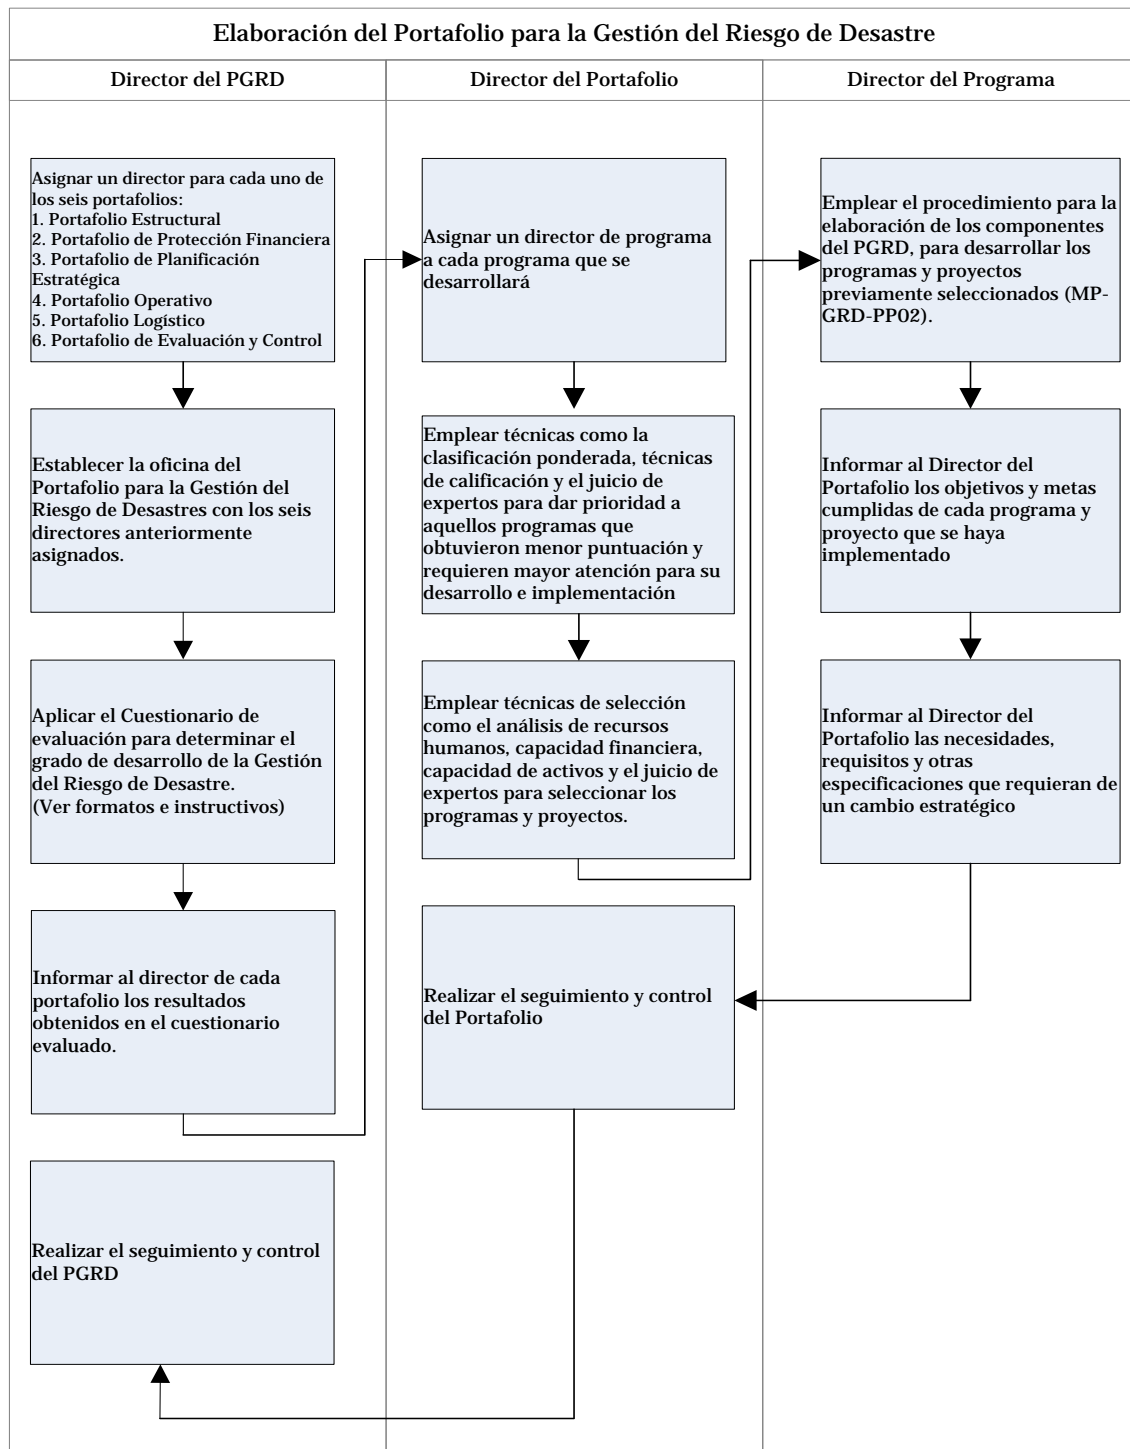 Elaboración del Portafolio para la Gestión del Riesgo de Desastre
Director del PGRD
Director del Portafolio
Director del Programa
Asignar un director para cada uno de
los seis portafolios:
1. Portafolio Estructural
2. Portafolio de Protección Financiera
3. Portafolio de Planificación
Estratégica
4. Portafolio Operativo
5. Portafolio Logístico
6. Portafolio de Evaluación y Control
Establecer la oficina del
Portafolio para la Gestión del
Riesgo de Desastres con los seis
directores anteriormente
asignados.
Aplicar el Cuestionario de
evaluación para determinar el
grado de desarrollo de la Gestión
del Riesgo de Desastre.
(Ver formatos e instructivos)
Informar al director de cada
portafolio los resultados
obtenidos en el cuestionario
evaluado.
Realizar el seguimiento y control
del PGRD
Asignar un director de programa
a cada programa que se
desarrollará
Emplear técnicas como la
clasificación ponderada, técnicas
de calificación y el juicio de
expertos para dar prioridad a
aquellos programas que
obtuvieron menor puntuación y
requieren mayor atención para su
desarrollo e implementación
Emplear técnicas de selección
como el análisis de recursos
humanos, capacidad financiera,
capacidad de activos y el juicio de
expertos para seleccionar los
programas y proyectos.
Realizar el seguimiento y control
del Portafolio
Emplear el procedimiento para la
elaboración de los componentes
del PGRD, para desarrollar los
programas y proyectos
previamente seleccionados (MP-
GRD-PP02).
Informar al Director del
Portafolio los objetivos y metas
cumplidas de cada programa y
proyecto que se haya
implementado
Informar al Director del
Portafolio las necesidades,
requisitos y otras
especificaciones que requieran de
un cambio estratégico